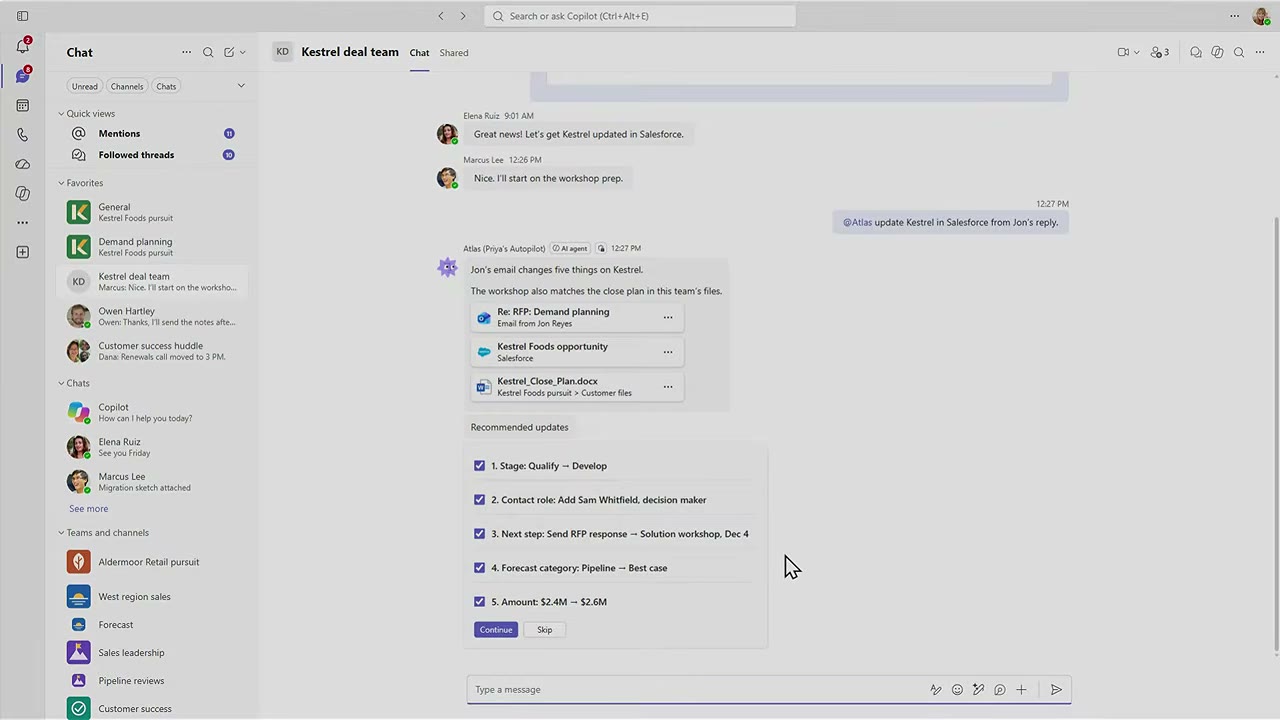 Search or ask Copilot (Ctrl+Alt+E)
2
8
Chat
Unread
Channels
Chats
Quick views
Mentions
11
Followed threads
10
Favorites
General
Kestrel Foods pursuit
Demand planning
Kestrel Foods pursuit
KD
Kestrel deal team
Marcus: Nice. I'll start on the worksho...
Owen Hartley
Owen: Thanks, I'll send the notes afte...
Customer success huddle
Dana: Renewals call moved to 3 PM.
Chats
Copilot
How can I help you today?
Elena Ruiz
See you Friday
Marcus Lee
Migration sketch attached
See more
Teams and channels
Aldermoor Retail pursuit
West region sales
Forecast
Sales leadership
Pipeline reviews
Customer success
KD
Kestrel deal team
Chat
Shared
3
Elena Ruiz 9:01 AM
Great news! Let's get Kestrel updated in Salesforce.
Marcus Lee 12:26 PM
Nice. I'll start on the workshop prep.
12:27 PM
@Atlas update Kestrel in Salesforce from Jon's reply.
Atlas (Priya's Autopilot) AI agent 12:27 PM
Jon's email changes five things on Kestrel.
The workshop also matches the close plan in this team's files.
Re: RFP: Demand planning
Email from Jon Reyes
Kestrel Foods opportunity
Salesforce
Kestrel_Close_Plan.docx
Kestrel Foods pursuit > Customer files
Recommended updates
1. Stage: Qualify → Develop
2. Contact role: Add Sam Whitfield, decision maker
3. Next step: Send RFP response → Solution workshop, Dec 4
4. Forecast category: Pipeline → Best case
5. Amount: $2.4M → $2.6M
Continue
Skip
Type a message